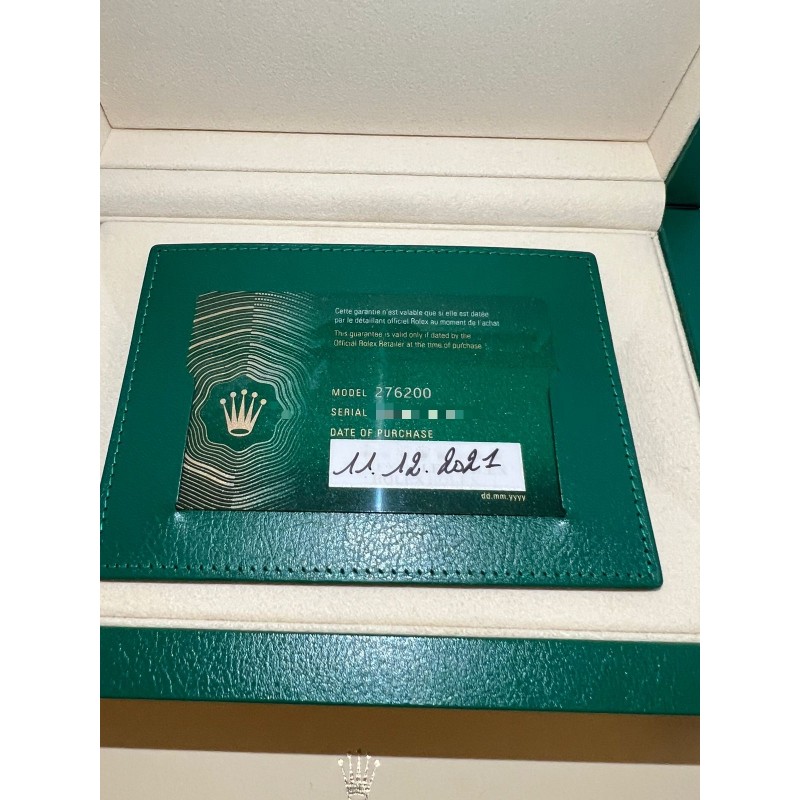 Cette garantie n'est valable que si elle est datée
par le détaillant officiel Rolex au moment de l'achat
This guarantee is valid only if dated by the
Official Rolex Retailer at the time of purchase
MODEL 276200
SERIAL
DATE OF PURCHASE
11.12.2021
dd.mm.yyyy